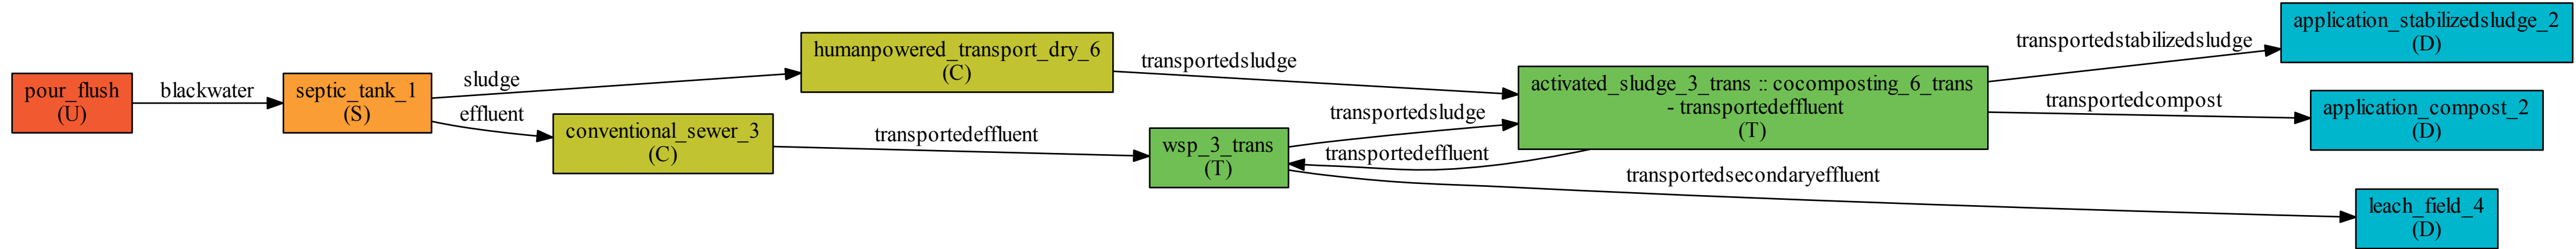 pour_flush
(U)
blackwater
septic_tank_1
(S)
sludge
effluent
humanpowered_transport_dry_6
(C)
conventional_sewer_3
(C)
transportedsludge
transportedeffluent
wsp_3_trans
(T)
transportedsludge
transportedeffluent
activated_sludge_3_trans :: cocomposting_6_trans
- transportedeffluent
(T)
transportedsecondaryeffluent
transportedstabilizedsludge
transportedcompost
application_stabilizedsludge_2
(D)
application_compost_2
(D)
leach_field_4
(D)